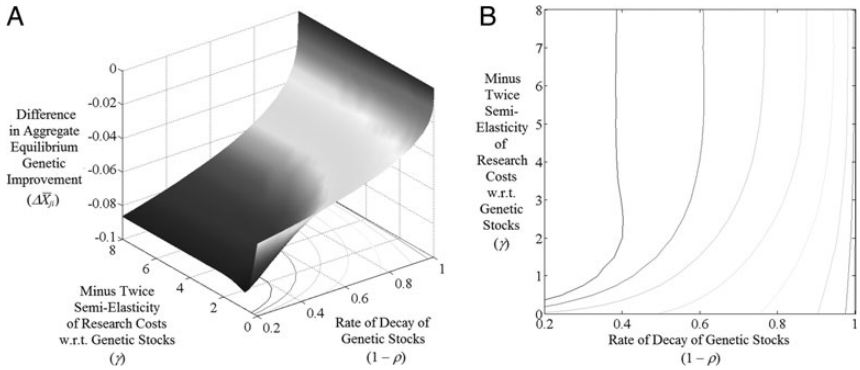 A
0
-0.02
-0.04
-0.06
-0.08
-0.1
Difference
in Aggregate
Equilibrium
Genetic
Improvement
(ΔX̅ji)
8
6
4
2
0
Minus Twice
Semi-Elasticity
of Research Costs
w.r.t. Genetic Stocks
(γ)
0.2
0.4
0.6
0.8
1
Rate of Decay of
Genetic Stocks
(1 − ρ)
B
8
7
6
5
4
3
2
1
0
Minus
Twice
Semi-
Elasticity
of
Research
Costs
w.r.t.
Genetic
Stocks
(γ)
0.2 0.4 0.6 0.8 1
Rate of Decay of Genetic Stocks
(1 − ρ)